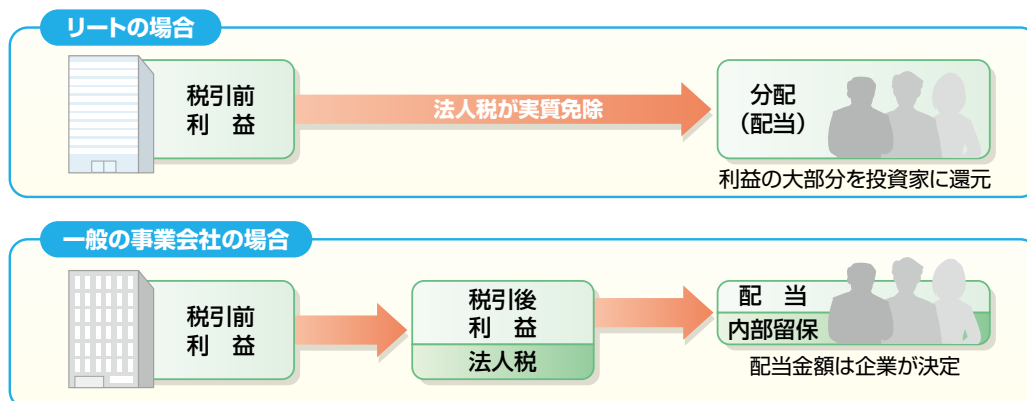 リートの場合
税引前
利 益
法人税が実質免除
分配
（配当）
利益の大部分を投資家に還元
一般の事業会社の場合
税引前
利 益
税引後
利 益
法人税
配 当
内部留保
配当金額は企業が決定